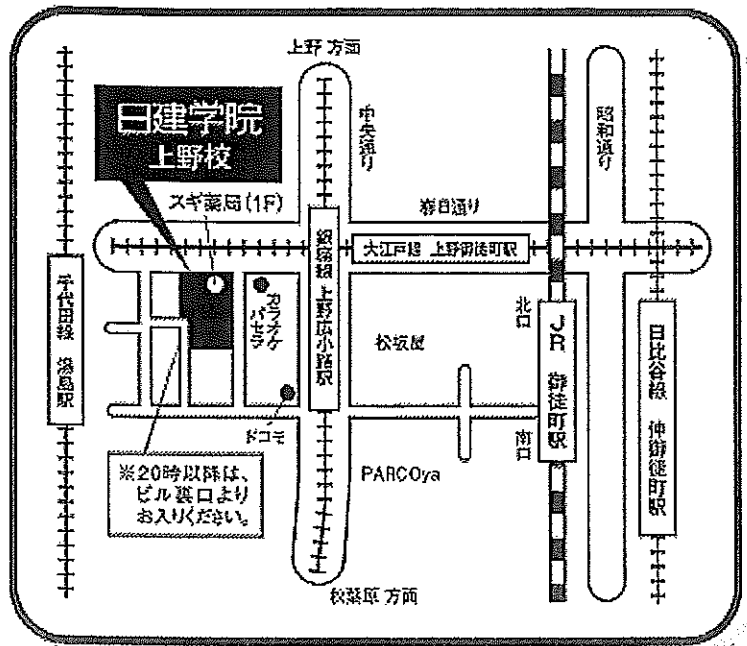 上野 方面
日建学院
上野校
スギ薬局(1F)
中央通り
昭和通り
春日通り
大江戸線 上野御徒町駅
銀座線 上野広小路駅
千代田線 湯島駅
カラオケ
パセラ
松坂屋
北口
JR 御徒町駅
南口
日比谷線 仲御徒町駅
ドコモ
PARCOya
※20時以降は、
ビル裏口より
お入りください。
秋葉原 方面